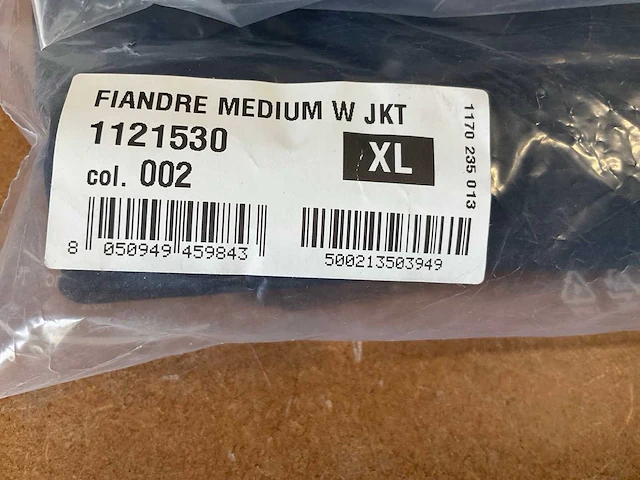 FIANDRE MEDIUM W JKT
1121530
XL
col. 002
1170 235 013
8 050949 459843
500213503949